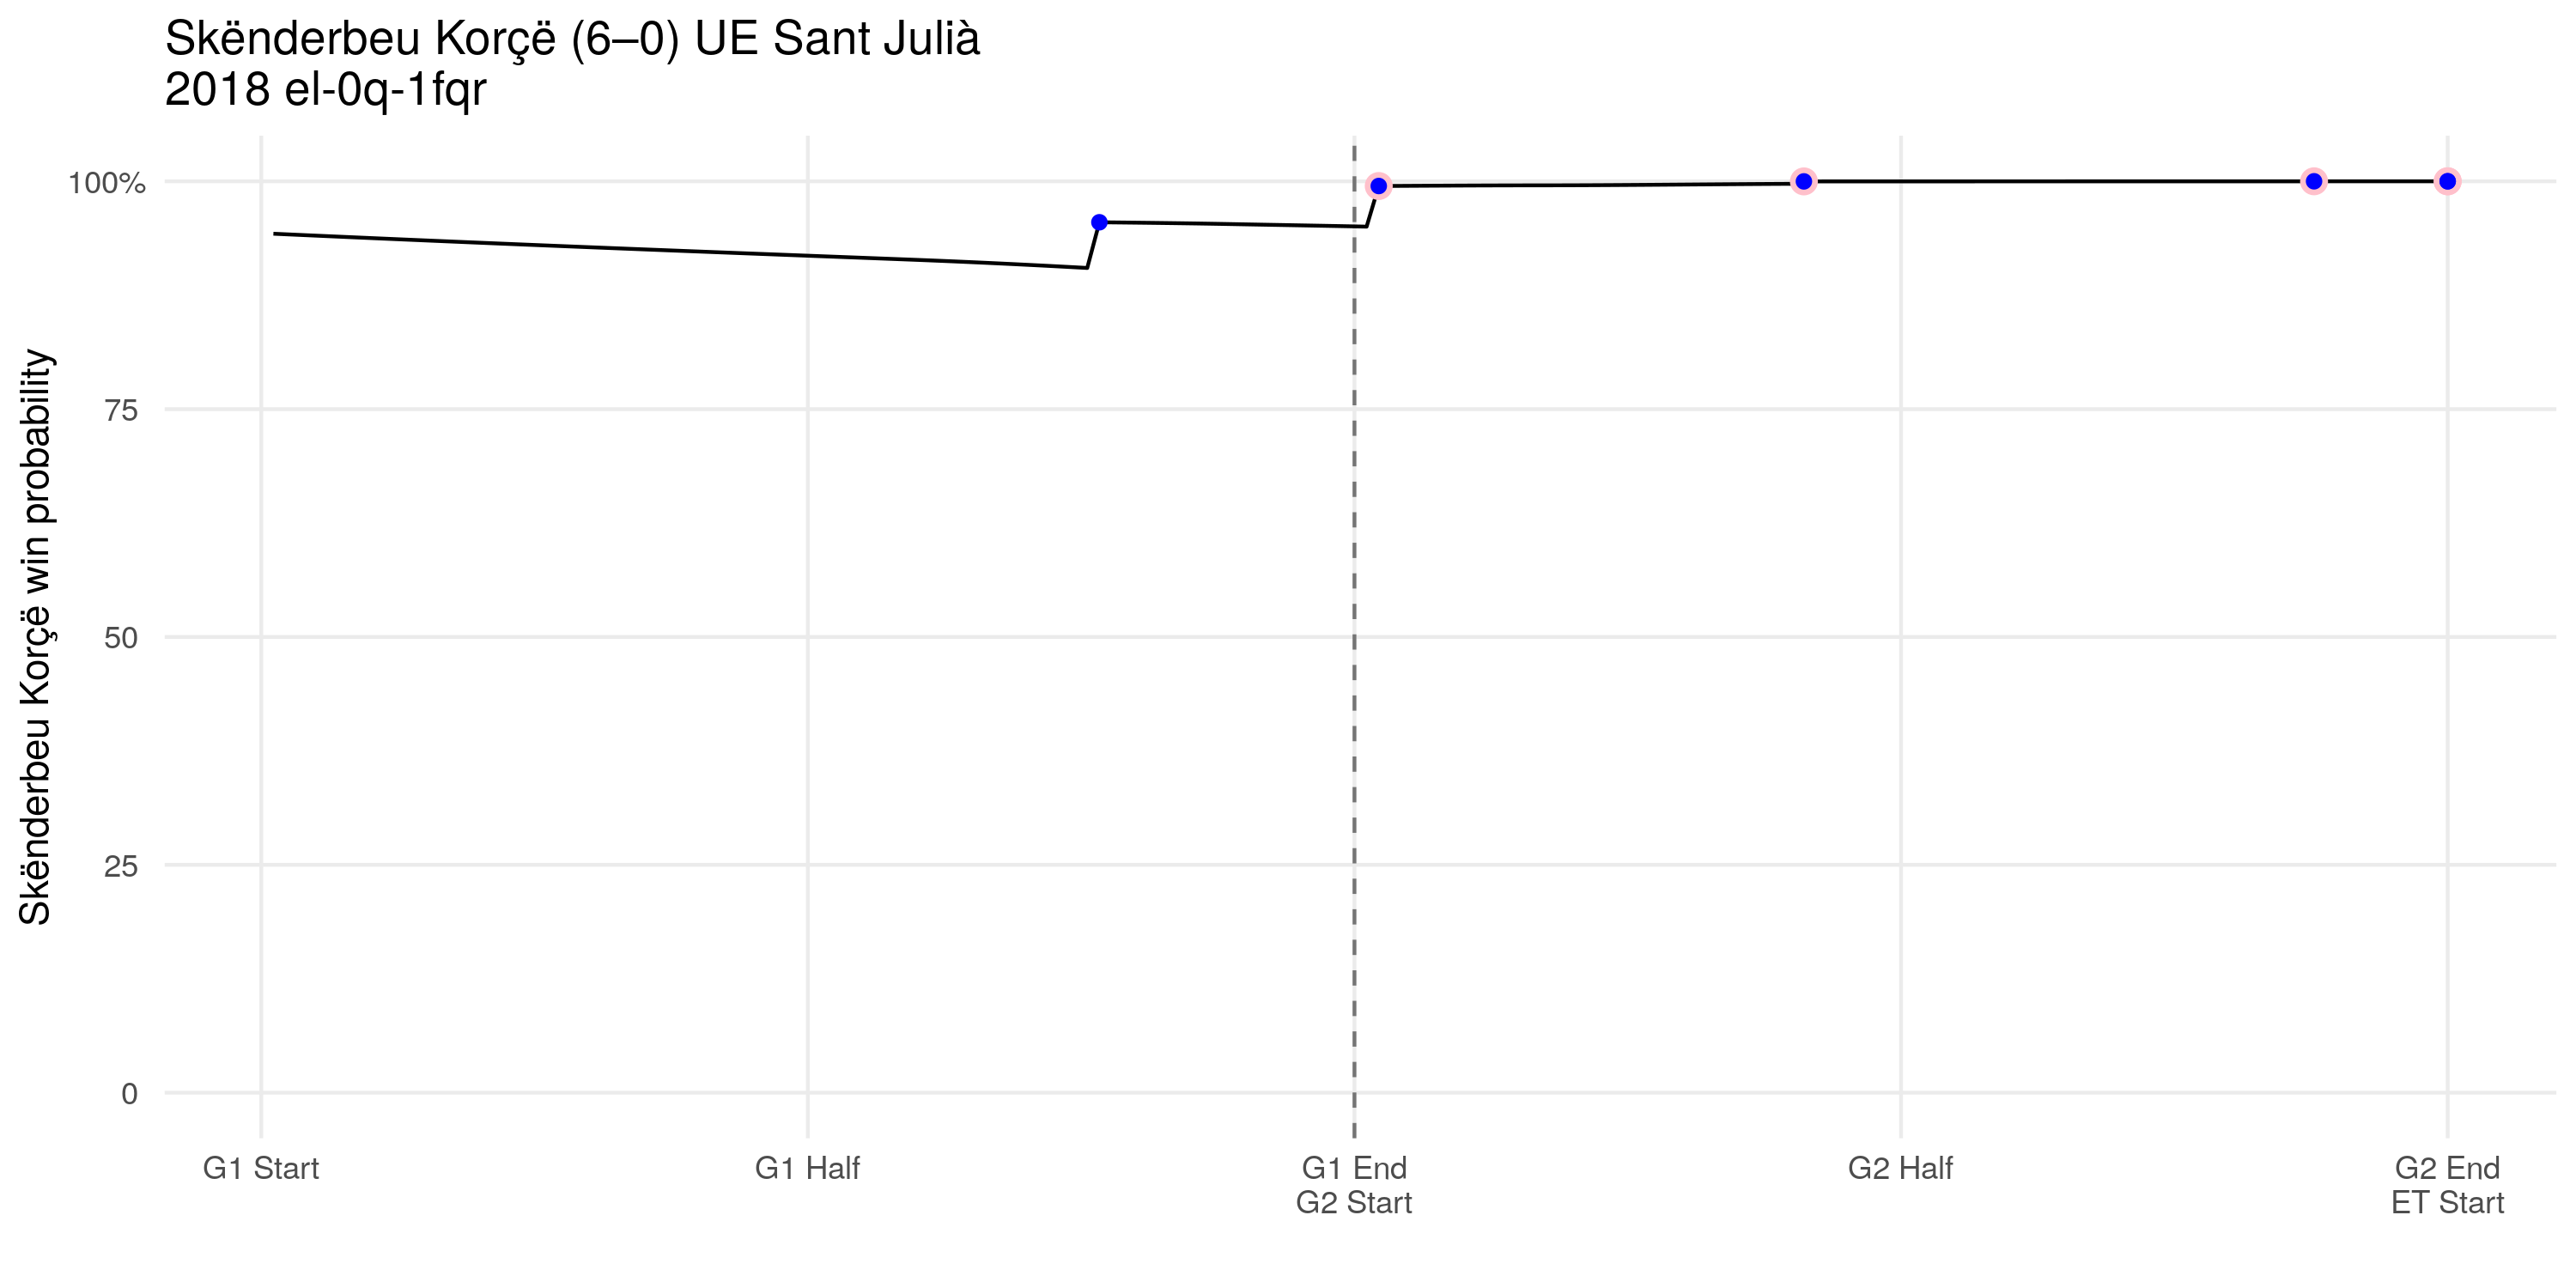 Skënderbeu Korçë (6–0) UE Sant Julià
2018 el-0q-1fqr
Skënderbeu Korçë win probability
100%
75
50
25
0
G1 Start
G1 Half
G1 End
G2 Start
G2 Half
G2 End
ET Start